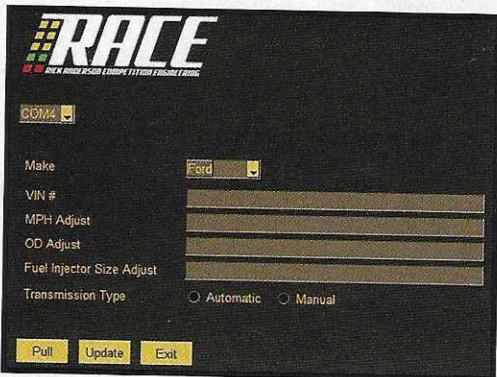 RACE
RICK ANDERSON COMPETITION ENGINEERING
COM4
Make Ford
VIN #
MPH Adjust
OD Adjust
Fuel Injector Size Adjust
Transmission Type Automatic Manual
Pull Update Exit